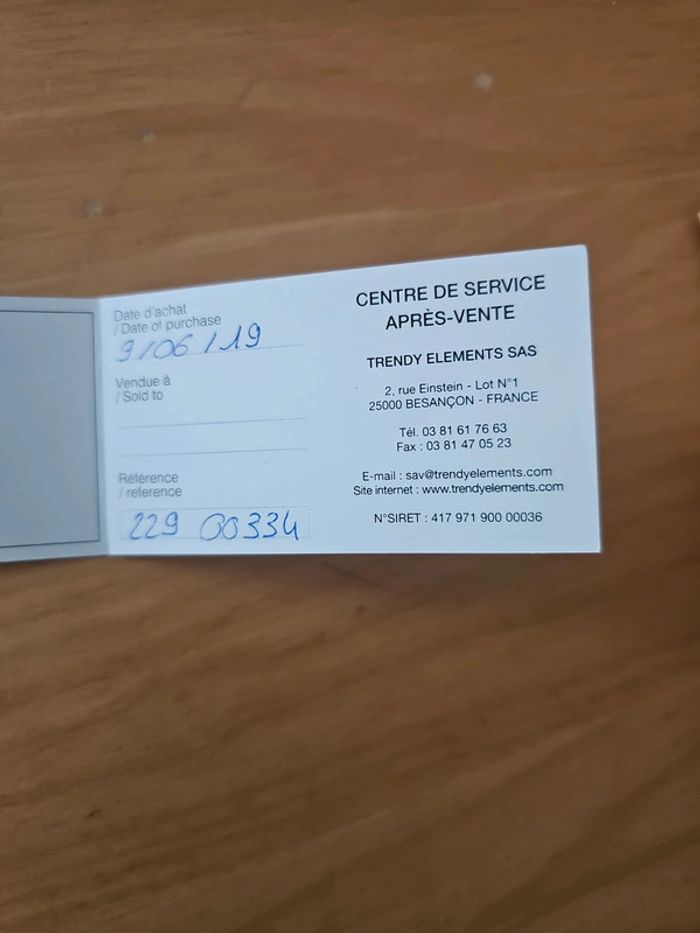 Date d'achat
/ Date of purchase
9/06/19
Vendue à
/ Sold to
Référence
/ reference
229 00334
CENTRE DE SERVICE
APRÈS-VENTE
TRENDY ELEMENTS SAS
2, rue Einstein - Lot N°1
25000 BESANÇON - FRANCE
Tél. 03 81 61 76 63
Fax : 03 81 47 05 23
E-mail : sav@trendyelements.com
Site internet : www.trendyelements.com
N°SIRET : 417 971 900 00036